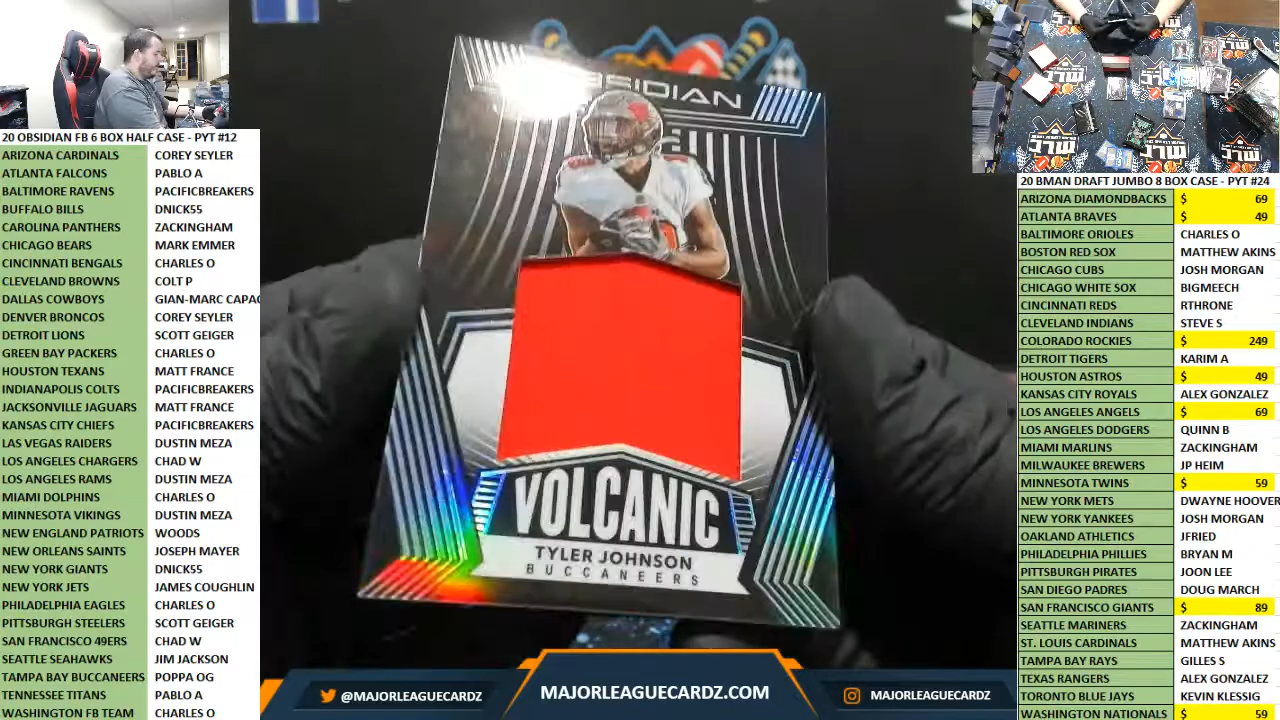 20 OBSIDIAN FB 6 BOX HALF CASE - PYT #12
ARIZONA CARDINALS COREY SEYLER
ATLANTA FALCONS PABLO A
BALTIMORE RAVENS PACIFICBREAKERS
BUFFALO BILLS DNICK55
CAROLINA PANTHERS ZACKINGHAM
CHICAGO BEARS MARK EMMER
CINCINNATI BENGALS CHARLES O
CLEVELAND BROWNS COLT P
DALLAS COWBOYS GIAN-MARC CAPAC
DENVER BRONCOS COREY SEYLER
DETROIT LIONS SCOTT GEIGER
GREEN BAY PACKERS CHARLES O
HOUSTON TEXANS MATT FRANCE
INDIANAPOLIS COLTS PACIFICBREAKERS
JACKSONVILLE JAGUARS MATT FRANCE
KANSAS CITY CHIEFS PACIFICBREAKERS
LAS VEGAS RAIDERS DUSTIN MEZA
LOS ANGELES CHARGERS CHAD W
LOS ANGELES RAMS DUSTIN MEZA
MIAMI DOLPHINS CHARLES O
MINNESOTA VIKINGS DUSTIN MEZA
NEW ENGLAND PATRIOTS WOODS
NEW ORLEANS SAINTS JOSEPH MAYER
NEW YORK GIANTS DNICK55
NEW YORK JETS JAMES COUGHLIN
PHILADELPHIA EAGLES CHARLES O
PITTSBURGH STEELERS SCOTT GEIGER
SAN FRANCISCO 49ERS CHAD W
SEATTLE SEAHAWKS JIM JACKSON
TAMPA BAY BUCCANEERS POPPA OG
TENNESSEE TITANS PABLO A
WASHINGTON FB TEAM CHARLES O
SIDIAN
VOLCANIC
TYLER JOHNSON
BUCCANEERS
@MAJORLEAGUECARDZ
MAJORLEAGUECARDZ.COM
MAJORLEAGUECARDZ
20 BMAN DRAFT JUMBO 8 BOX CASE - PYT #24
ARIZONA DIAMONDBACKS $ 69
ATLANTA BRAVES $ 49
BALTIMORE ORIOLES CHARLES O
BOSTON RED SOX MATTHEW AKINS
CHICAGO CUBS JOSH MORGAN
CHICAGO WHITE SOX BIGMEECH
CINCINNATI REDS RTHRONE
CLEVELAND INDIANS STEVE S
COLORADO ROCKIES $ 249
DETROIT TIGERS KARIM A
HOUSTON ASTROS $ 49
KANSAS CITY ROYALS ALEX GONZALEZ
LOS ANGELES ANGELS $ 69
LOS ANGELES DODGERS QUINN B
MIAMI MARLINS ZACKINGHAM
MILWAUKEE BREWERS JP HEIM
MINNESOTA TWINS $ 59
NEW YORK METS DWAYNE HOOVER
NEW YORK YANKEES JOSH MORGAN
OAKLAND ATHLETICS JFRIED
PHILADELPHIA PHILLIES BRYAN M
PITTSBURGH PIRATES JOON LEE
SAN DIEGO PADRES DOUG MARCH
SAN FRANCISCO GIANTS $ 89
SEATTLE MARINERS ZACKINGHAM
ST. LOUIS CARDINALS MATTHEW AKINS
TAMPA BAY RAYS GILLES S
TEXAS RANGERS ALEX GONZALEZ
TORONTO BLUE JAYS KEVIN KLESSIG
WASHINGTON NATIONALS $ 59